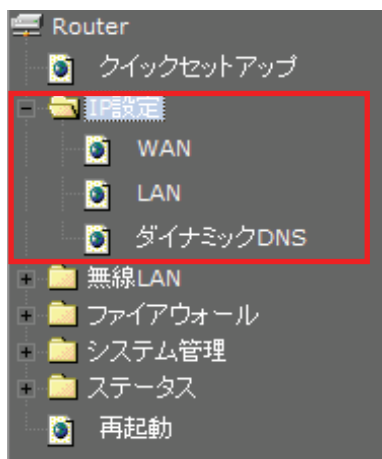 Router
クイックセットアップ
IP設定
WAN
LAN
ダイナミックDNS
無線LAN
ファイアウォール
システム管理
ステータス
再起動